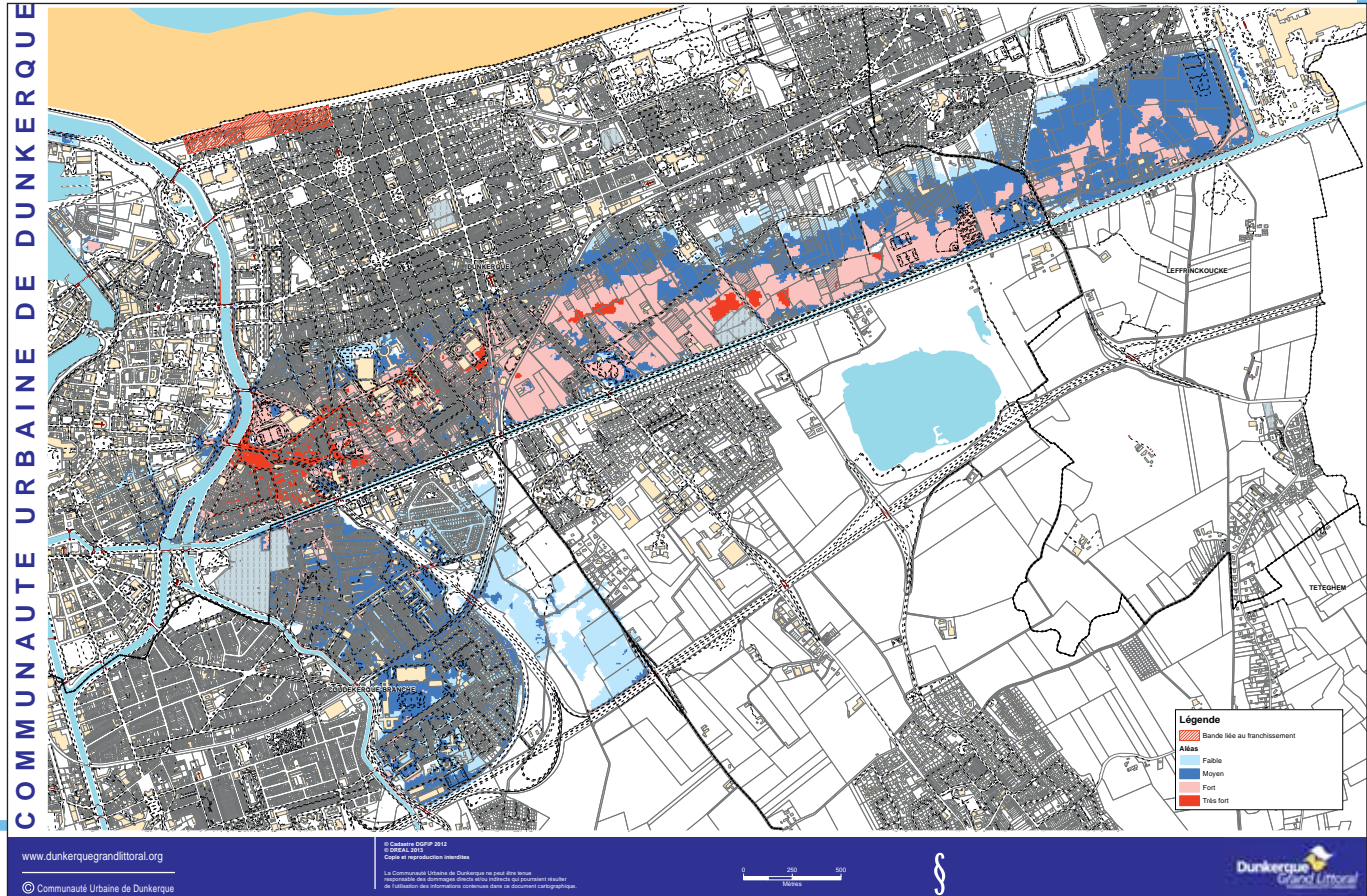 COMMUNAUTE URBAINE DE DUNKERQUE
LEFFRINCKOUCKE
TETEGHEM
COUDEKERQUE-BRANCHE
Légende
Bande liée au franchissement
Aléas
Faible
Moyen
Fort
Très fort
www.dunkerquegrandlittoral.org
© Communauté Urbaine de Dunkerque
© Cadastre DGFiP 2012
© DREAL 2013
Copie et reproduction interdites
La Communauté Urbaine de Dunkerque ne peut être tenue
responsable des dommages directs et/ou indirects qui pourraient résulter
de l'utilisation des informations contenues dans ce document cartographique.
0 250 500
Mètres
§
Dunkerque
Grand Littoral